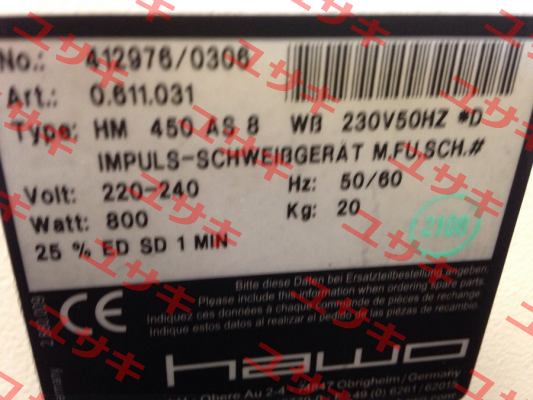 No.: 412976/0306
Art.: 0.611.031
Type: HM 450 AS 8 WB 230V50HZ *D
IMPULS-SCHWEIßGERÄT M.FU.SCH.#
Volt: 220-240 Hz: 50/60
Watt: 800 Kg: 20
25 % ED SD 1 MIN
2108
Bitte diese Daten bei Ersatzteilbestellung angeben.
Please include this information when ordering spare parts.
Indiquez ces données à chaque commande de pièces de rechange
Indique estos datos al realizar el pedido de piezas de recambio.
CE
hawo
Obere Au 2-4 74847 Obrigheim/Germany
(0) 6261/
ユサキ